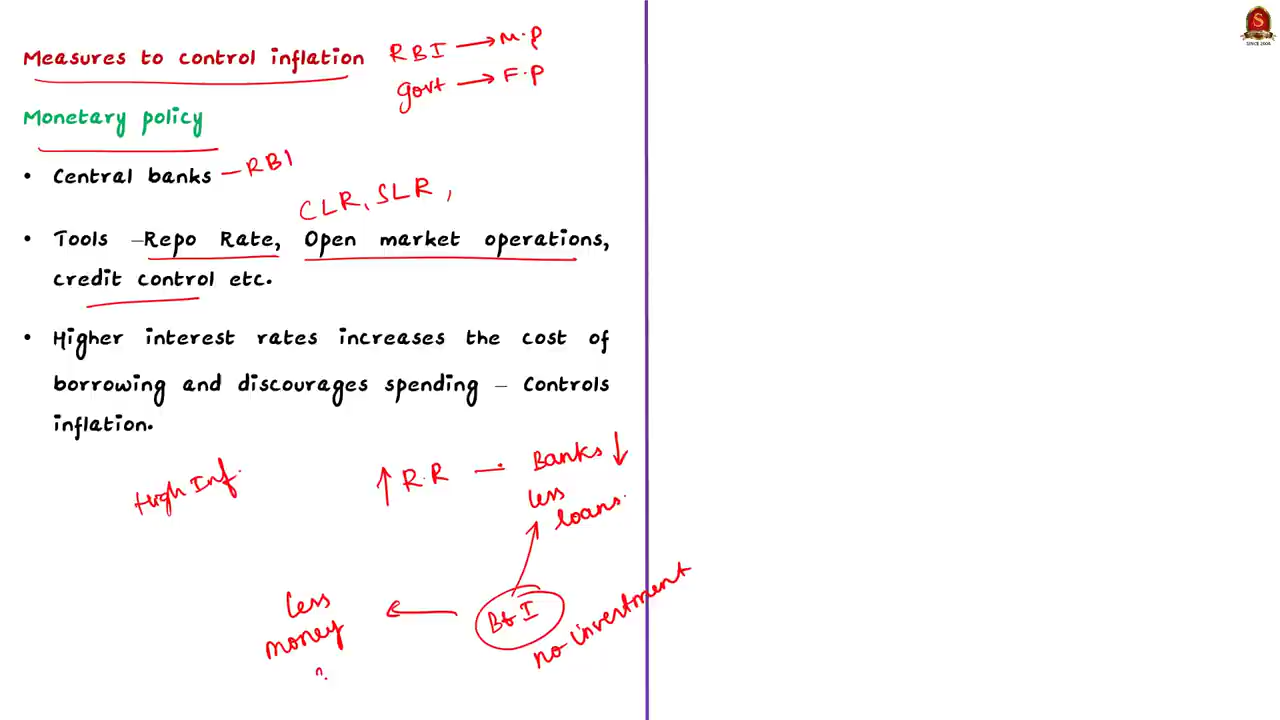 Measures to control inflation
RBI → M.P
Govt → F.P
Monetary policy
• Central banks – RBI
CLR, SLR,
• Tools – Repo Rate, Open market operations,
credit control etc.
• Higher interest rates increases the cost of
borrowing and discourages spending – Controls
inflation.
High Inf.
↑ R.R — Banks ↓
less
loans.
B&I
no investment
less
money
S
SINCE 2004